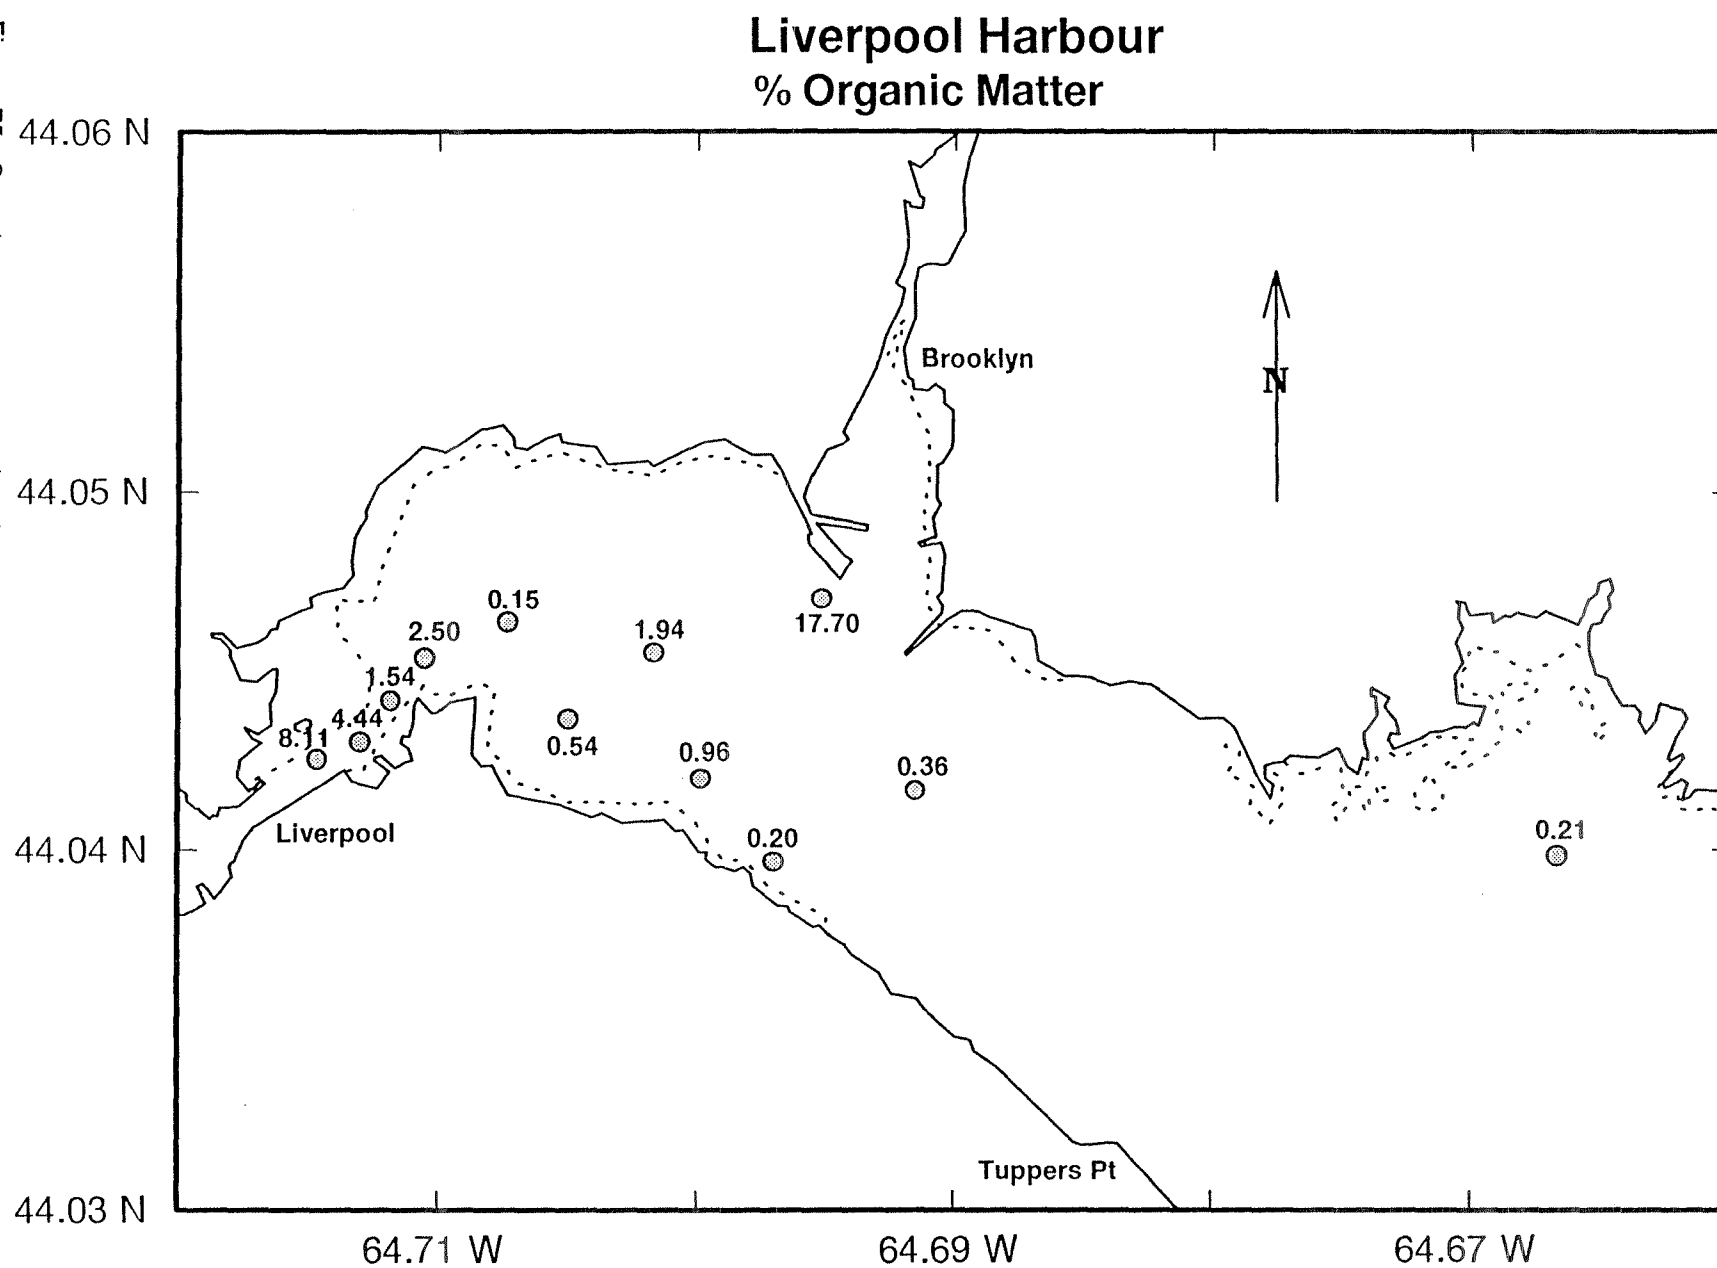 Liverpool Harbour
% Organic Matter
44.06 N
Brooklyn
N
44.05 N
0.15
17.70
2.50
1.94
1.54
4.44
8.11
0.54
0.96
0.36
Liverpool
0.20
0.21
44.04 N
Tuppers Pt
44.03 N
64.71 W
64.69 W
64.67 W